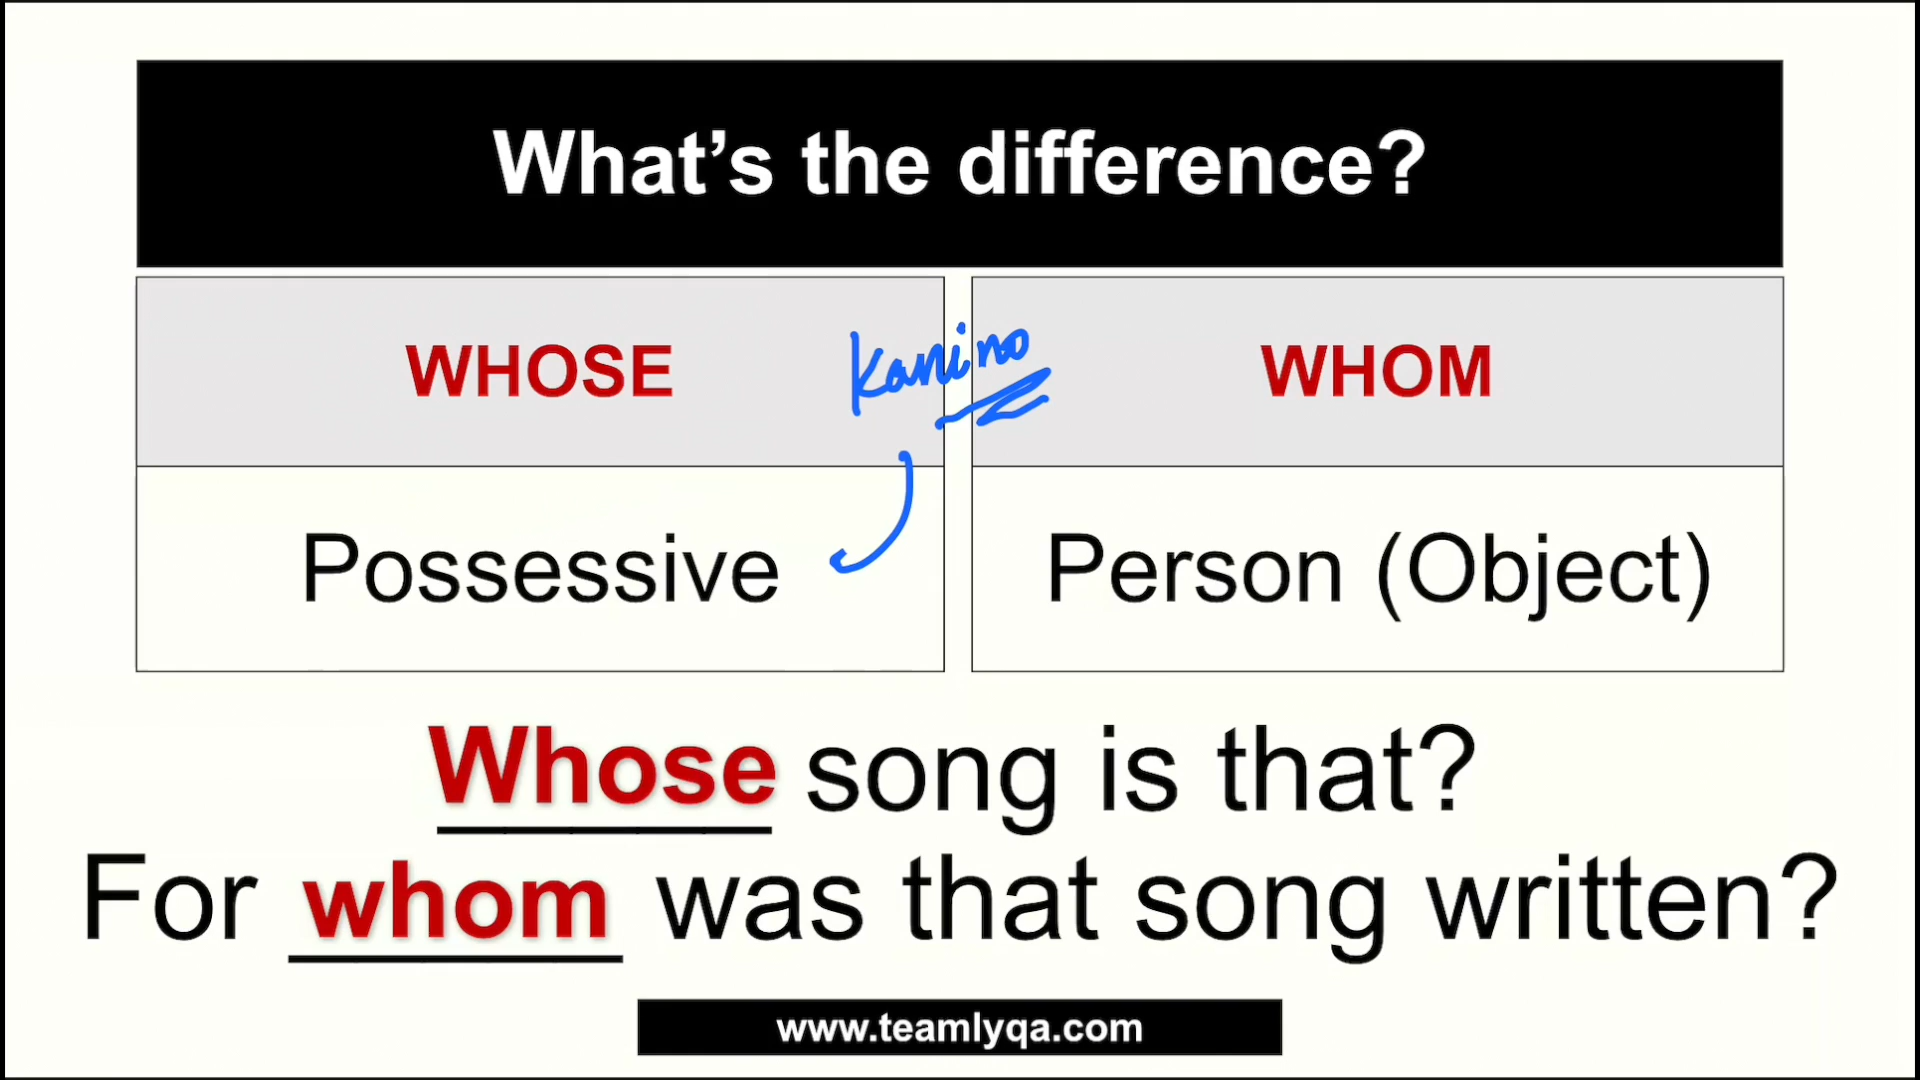 What’s the difference?
WHOSE
Kanino
WHOM
Possessive
Person (Object)
Whose song is that?
For whom was that song written?
www.teamlyqa.com